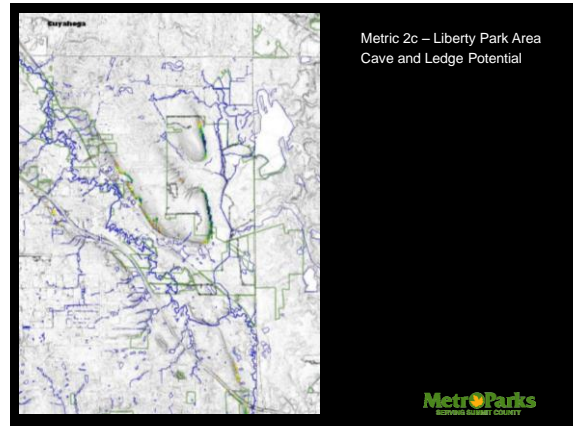 Cuyahoga
Metric 2c – Liberty Park Area
Cave and Ledge Potential
MetroParks
SERVING SUMMIT COUNTY